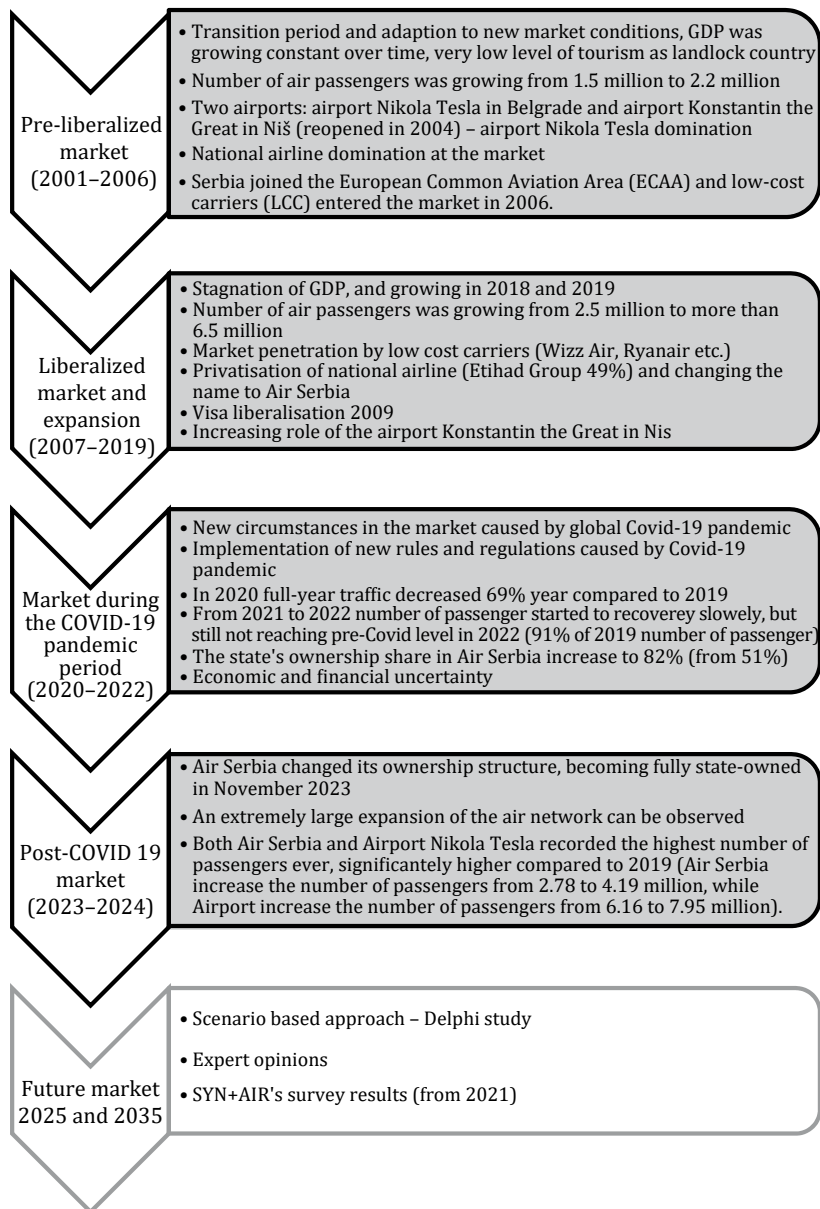 Pre-liberalized
market
(2001–2006)
• Transition period and adaption to new market conditions, GDP was
growing constant over time, very low level of tourism as landlock country
• Number of air passengers was growing from 1.5 million to 2.2 million
• Two airports: airport Nikola Tesla in Belgrade and airport Konstantin the
Great in Niš (reopened in 2004) – airport Nikola Tesla domination
• National airline domination at the market
• Serbia joined the European Common Aviation Area (ECAA) and low-cost
carriers (LCC) entered the market in 2006.
Liberalized
market and
expansion
(2007–2019)
• Stagnation of GDP, and growing in 2018 and 2019
• Number of air passengers was growing from 2.5 million to more than
6.5 million
• Market penetration by low cost carriers (Wizz Air, Ryanair etc.)
• Privatisation of national airline (Etihad Group 49%) and changing the
name to Air Serbia
• Visa liberalisation 2009
• Increasing role of the airport Konstantin the Great in Nis
Market during
the COVID-19
pandemic
period
(2020–2022)
• New circumstances in the market caused by global Covid-19 pandemic
• Implementation of new rules and regulations caused by Covid-19
pandemic
• In 2020 full-year traffic decreased 69% year compared to 2019
• From 2021 to 2022 number of passenger started to recoverey slowely, but
still not reaching pre-Covid level in 2022 (91% of 2019 number of passenger)
• The state's ownership share in Air Serbia increase to 82% (from 51%)
• Economic and financial uncertainty
Post-COVID 19
market
(2023–2024)
• Air Serbia changed its ownership structure, becoming fully state-owned
in November 2023
• An extremely large expansion of the air network can be observed
• Both Air Serbia and Airport Nikola Tesla recorded the highest number of
passengers ever, significantely higher compared to 2019 (Air Serbia
increase the number of passengers from 2.78 to 4.19 million, while
Airport increase the number of passengers from 6.16 to 7.95 million).
Future market
2025 and 2035
• Scenario based approach – Delphi study
• Expert opinions
• SYN+AIR's survey results (from 2021)